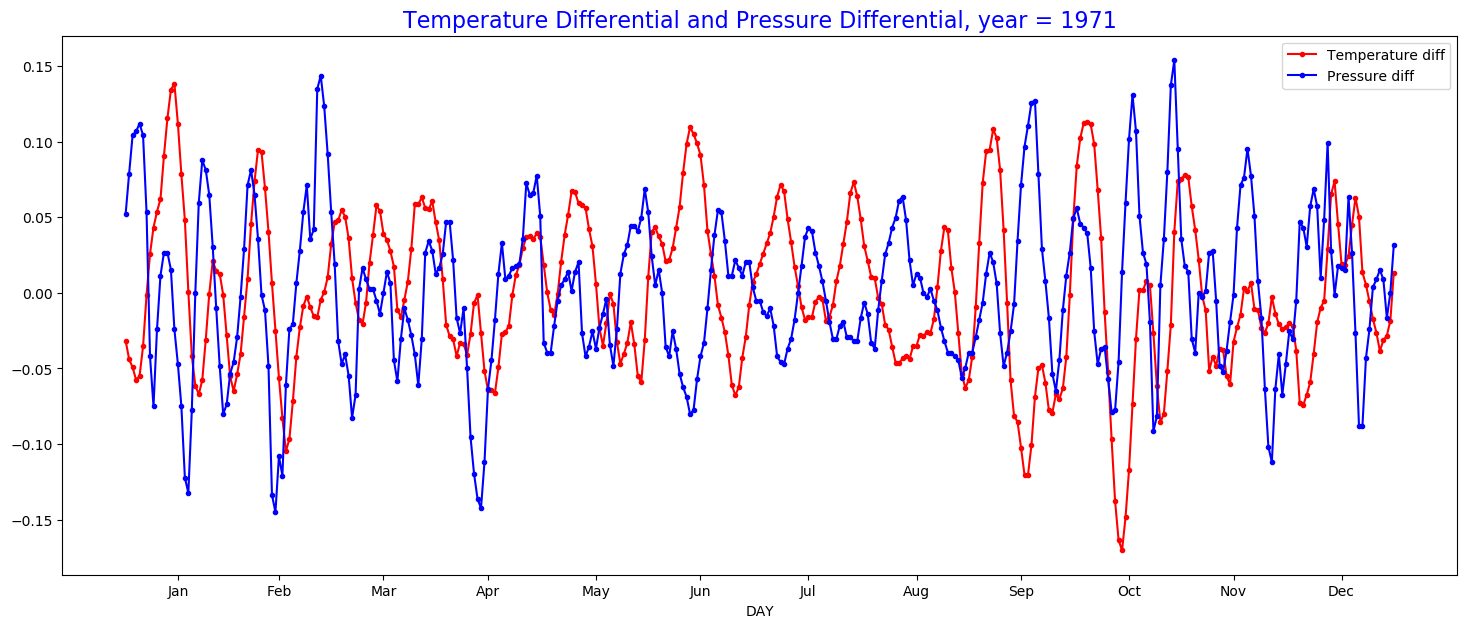 Temperature Differential and Pressure Differential, year = 1971
Temperature diff
Pressure diff
0.15
0.10
0.05
0.00
−0.05
−0.10
−0.15
Jan Feb Mar Apr May Jun Jul Aug Sep Oct Nov Dec
DAY